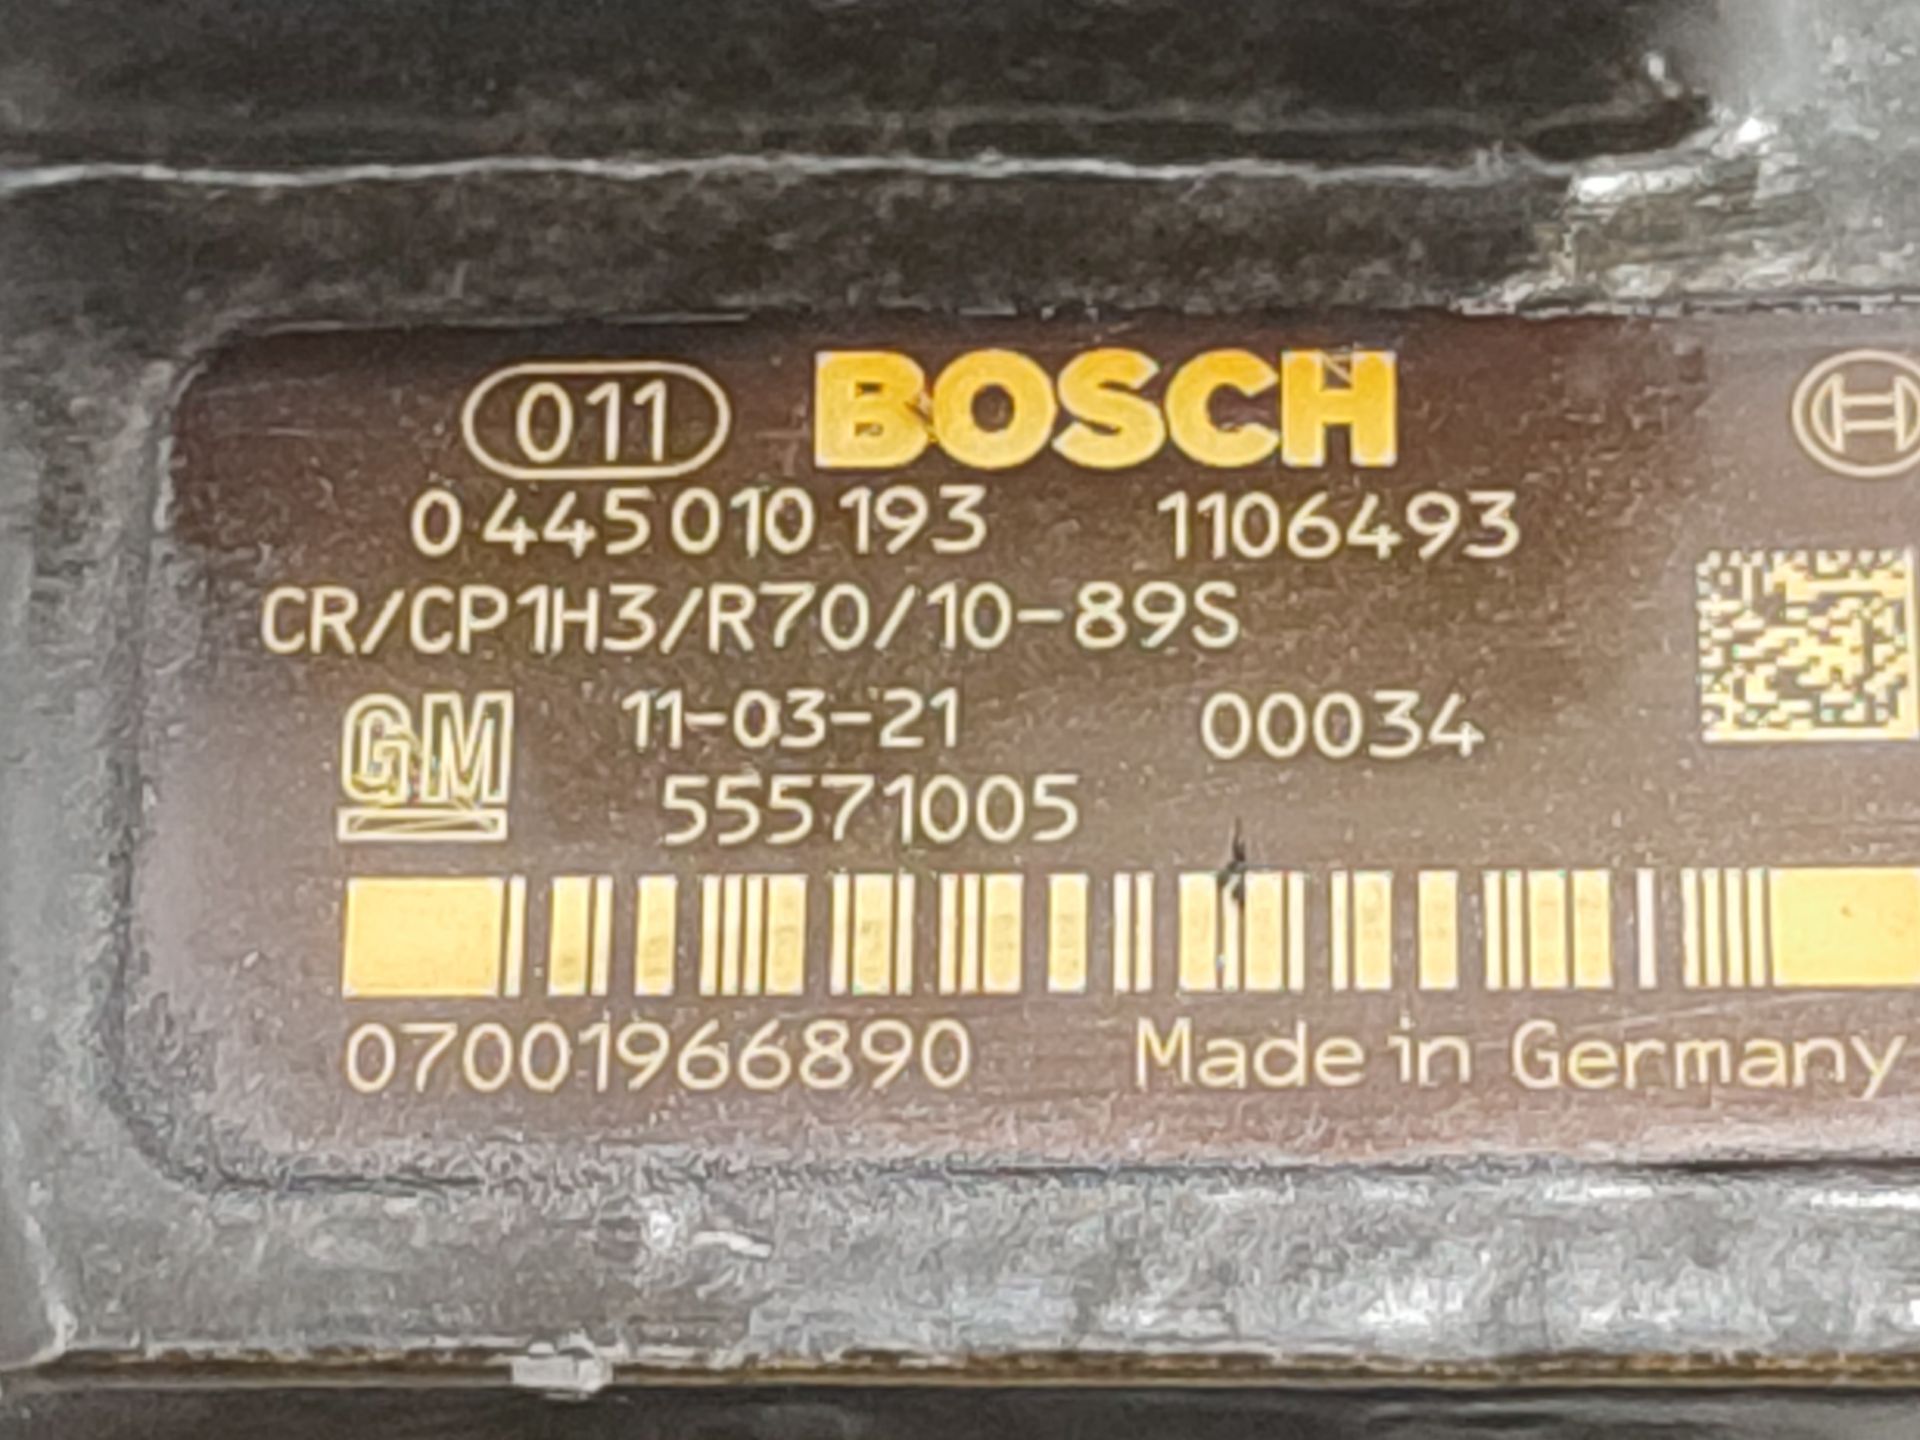 011 BOSCH
0 445 010 193 1106493
CR/CP1H3/R70/10-89S
GM 11-03-21 00034
55571005
07001966890 Made in Germany